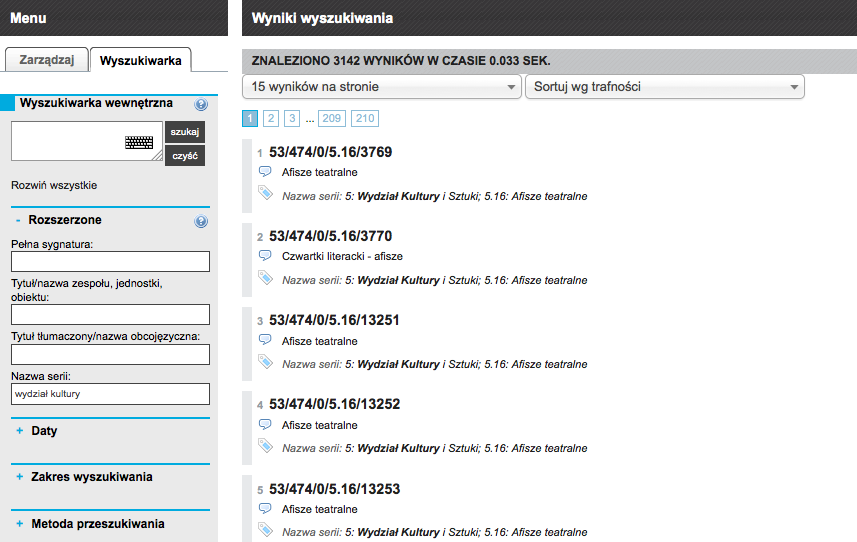 Menu
Zarządzaj
Wyszukiwarka
Wyszukiwarka wewnętrzna
?
szukaj
czyść
Rozwiń wszystkie
- Rozszerzone
?
Pełna sygnatura:
Tytuł/nazwa zespołu, jednostki,
obiektu:
Tytuł tłumaczony/nazwa obcojęzyczna:
Nazwa serii:
wydział kultury
+ Daty
+ Zakres wyszukiwania
+ Metoda przeszukiwania
Wyniki wyszukiwania
ZNALEZIONO 3142 WYNIKÓW W CZASIE 0.033 SEK.
15 wyników na stronie
Sortuj wg trafności
1 2 3 ... 209 210
1 53/474/0/5.16/3769
Afisze teatralne
Nazwa serii: 5: Wydział Kultury i Sztuki; 5.16: Afisze teatralne
2 53/474/0/5.16/3770
Czwartki literacki - afisze
Nazwa serii: 5: Wydział Kultury i Sztuki; 5.16: Afisze teatralne
3 53/474/0/5.16/13251
Afisze teatralne
Nazwa serii: 5: Wydział Kultury i Sztuki; 5.16: Afisze teatralne
4 53/474/0/5.16/13252
Afisze teatralne
Nazwa serii: 5: Wydział Kultury i Sztuki; 5.16: Afisze teatralne
5 53/474/0/5.16/13253
Afisze teatralne
Nazwa serii: 5: Wydział Kultury i Sztuki; 5.16: Afisze teatralne